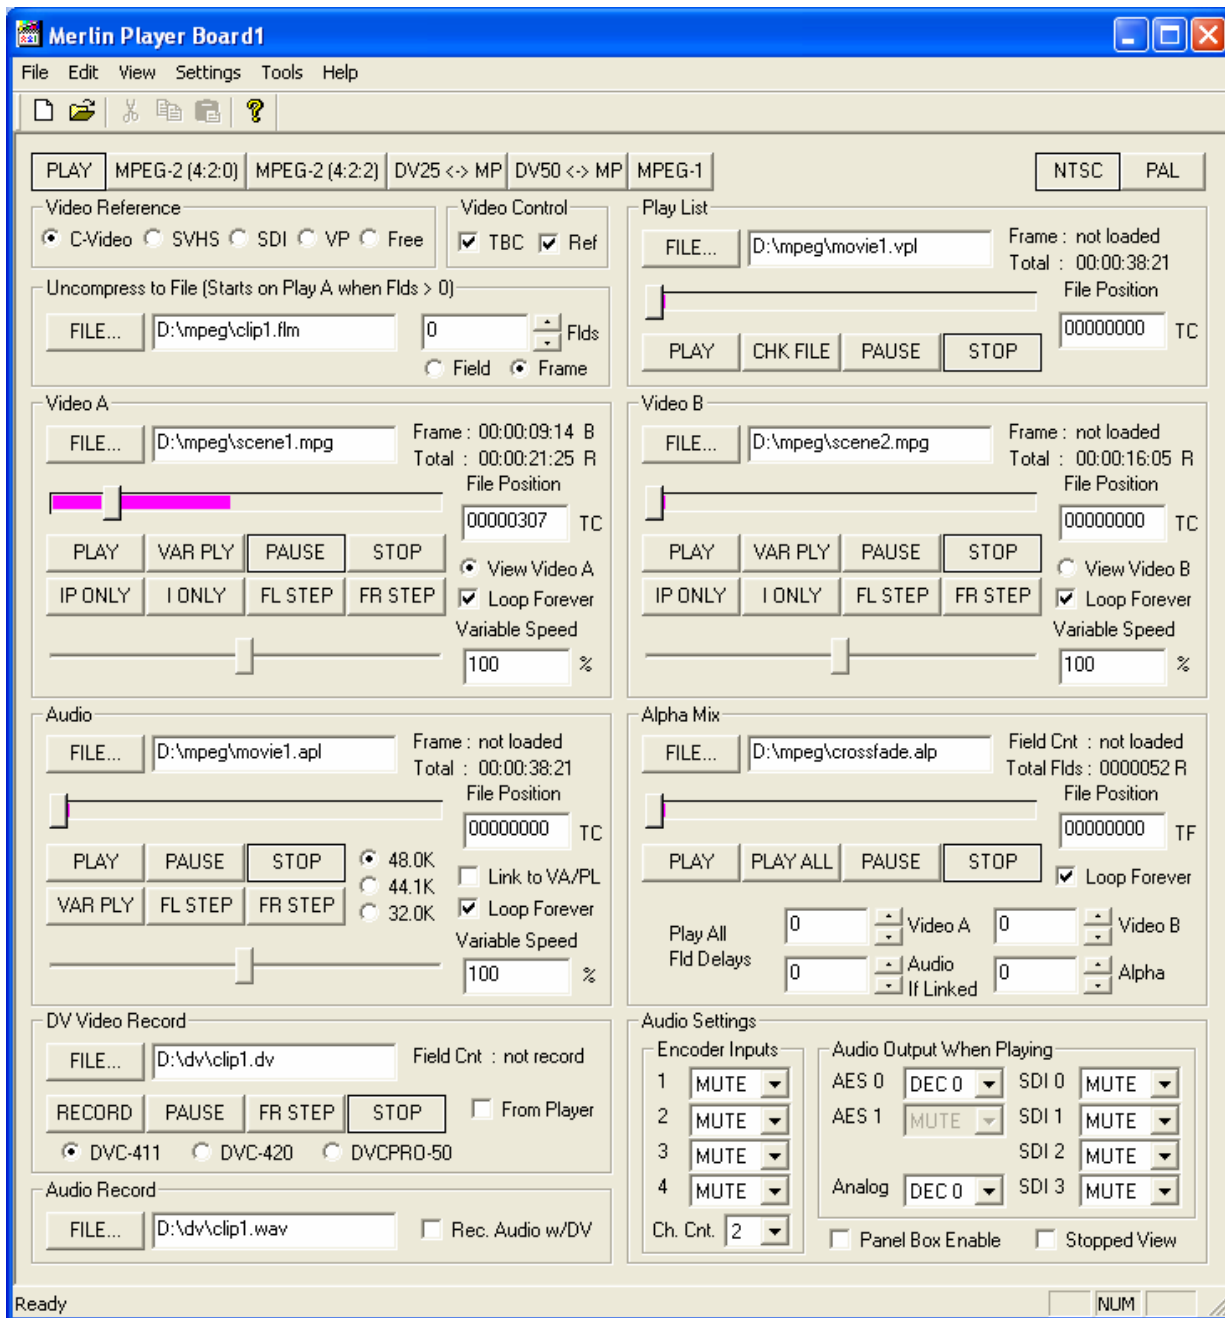 Merlin Player Board1
File Edit View Settings Tools Help
PLAY MPEG-2 (4:2:0) MPEG-2 (4:2:2) DV25 <-> MP DV50 <-> MP MPEG-1 NTSC PAL
Video Reference
C-Video SVHS SDI VP Free
Video Control
TBC Ref
Uncompress to File (Starts on Play A when Flds > 0)
FILE... D:\mpeg\clip1.flm 0 Flds
Field Frame
Play List
FILE... D:\mpeg\movie1.vpl Frame : not loaded
Total : 00:00:38:21
File Position
00000000 TC
PLAY CHK FILE PAUSE STOP
Video A
FILE... D:\mpeg\scene1.mpg Frame : 00:00:09:14 B
Total : 00:00:21:25 R
File Position
00000307 TC
PLAY VAR PLY PAUSE STOP View Video A
IP ONLY I ONLY FL STEP FR STEP Loop Forever
Variable Speed
100 %
Video B
FILE... D:\mpeg\scene2.mpg Frame : not loaded
Total : 00:00:16:05 R
File Position
00000000 TC
PLAY VAR PLY PAUSE STOP View Video B
IP ONLY I ONLY FL STEP FR STEP Loop Forever
Variable Speed
100 %
Audio
FILE... D:\mpeg\movie1.apl Frame : not loaded
Total : 00:00:38:21
File Position
00000000 TC
PLAY PAUSE STOP 48.0K Link to VA/PL
44.1K
VAR PLY FL STEP FR STEP 32.0K Loop Forever
Variable Speed
100 %
Alpha Mix
FILE... D:\mpeg\crossfade.alp Field Cnt : not loaded
Total Flds : 0000052 R
File Position
00000000 TF
PLAY PLAY ALL PAUSE STOP Loop Forever
Play All
Fld Delays
0 Video A 0 Video B
0 Audio If Linked 0 Alpha
DV Video Record
FILE... D:\dv\clip1.dv Field Cnt : not record
RECORD PAUSE FR STEP STOP From Player
DVC-411 DVC-420 DVCPRO-50
Audio Record
FILE... D:\dv\clip1.wav Rec. Audio w/DV
Audio Settings
Encoder Inputs
1 MUTE
2 MUTE
3 MUTE
4 MUTE
Ch. Cnt. 2
Audio Output When Playing
AES 0 DEC 0 SDI 0 MUTE
AES 1 MUTE SDI 1 MUTE
SDI 2 MUTE
Analog DEC 0 SDI 3 MUTE
Panel Box Enable Stopped View
Ready NUM